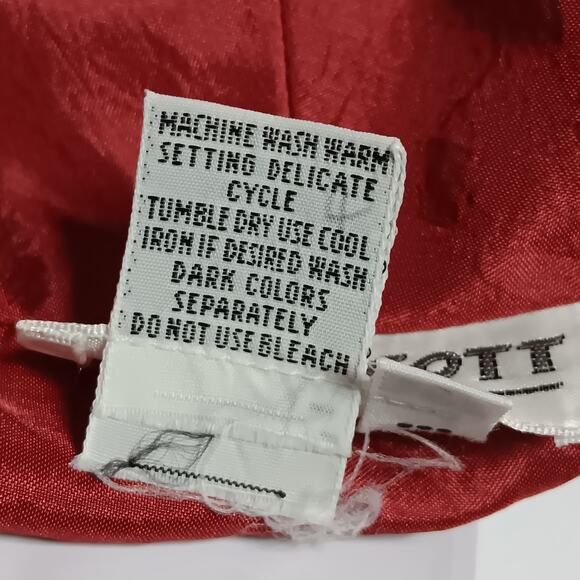 MACHINE WASH WARM
SETTING DELICATE
CYCLE
TUMBLE DRY USE COOL
IRON IF DESIRED WASH
DARK COLORS
SEPARATELY
DO NOT USE BLEACH